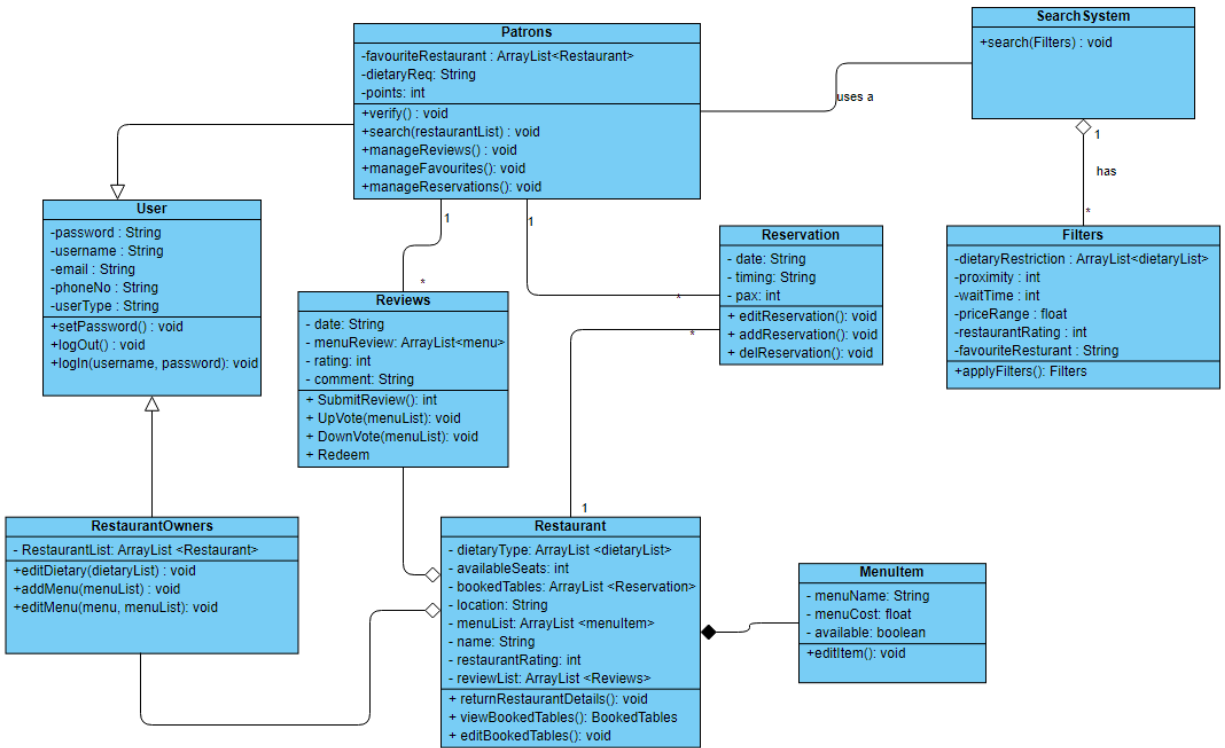 Patrons
-favouriteRestaurant : ArrayList<Restaurant>
-dietaryReq: String
-points: int
+verify() : void
+search(restaurantList) : void
+manageReviews() : void
+manageFavourites(): void
+manageReservations(): void
SearchSystem
+search(Filters) : void
uses a
1
has
*
User
-password : String
-username : String
-email : String
-phoneNo : String
-userType : String
+setPassword() : void
+logOut() : void
+logIn(username, password): void
1
*
1
*
Reviews
- date: String
- menuReview: ArrayList<menu>
- rating: int
- comment: String
+ SubmitReview(): int
+ UpVote(menuList): void
+ DownVote(menuList): void
+ Redeem
Reservation
- date: String
- timing: String
- pax: int
+ editReservation(): void
+ addReservation(): void
+ delReservation(): void
*
1
Filters
-dietaryRestriction : ArrayList<dietaryList>
-proximity : int
-waitTime : int
-priceRange : float
-restaurantRating : int
-favouriteResturant : String
+applyFilters(): Filters
RestaurantOwners
- RestaurantList: ArrayList <Restaurant>
+editDietary(dietaryList) : void
+addMenu(menuList) : void
+editMenu(menu, menuList): void
Restaurant
- dietaryType: ArrayList <dietaryList>
- availableSeats: int
- bookedTables: ArrayList <Reservation>
- location: String
- menuList: ArrayList <menuItem>
- name: String
- restaurantRating: int
- reviewList: ArrayList <Reviews>
+ returnRestaurantDetails(): void
+ viewBookedTables(): BookedTables
+ editBookedTables(): void
MenuItem
- menuName: String
- menuCost: float
- available: boolean
+editItem(): void